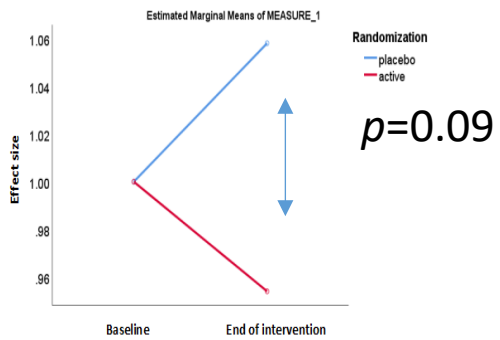 Estimated Marginal Means of MEASURE_1
Randomization
placebo
active
p=0.09
Effect size
1.06
1.04
1.02
1.00
.98
.96
Baseline
End of intervention